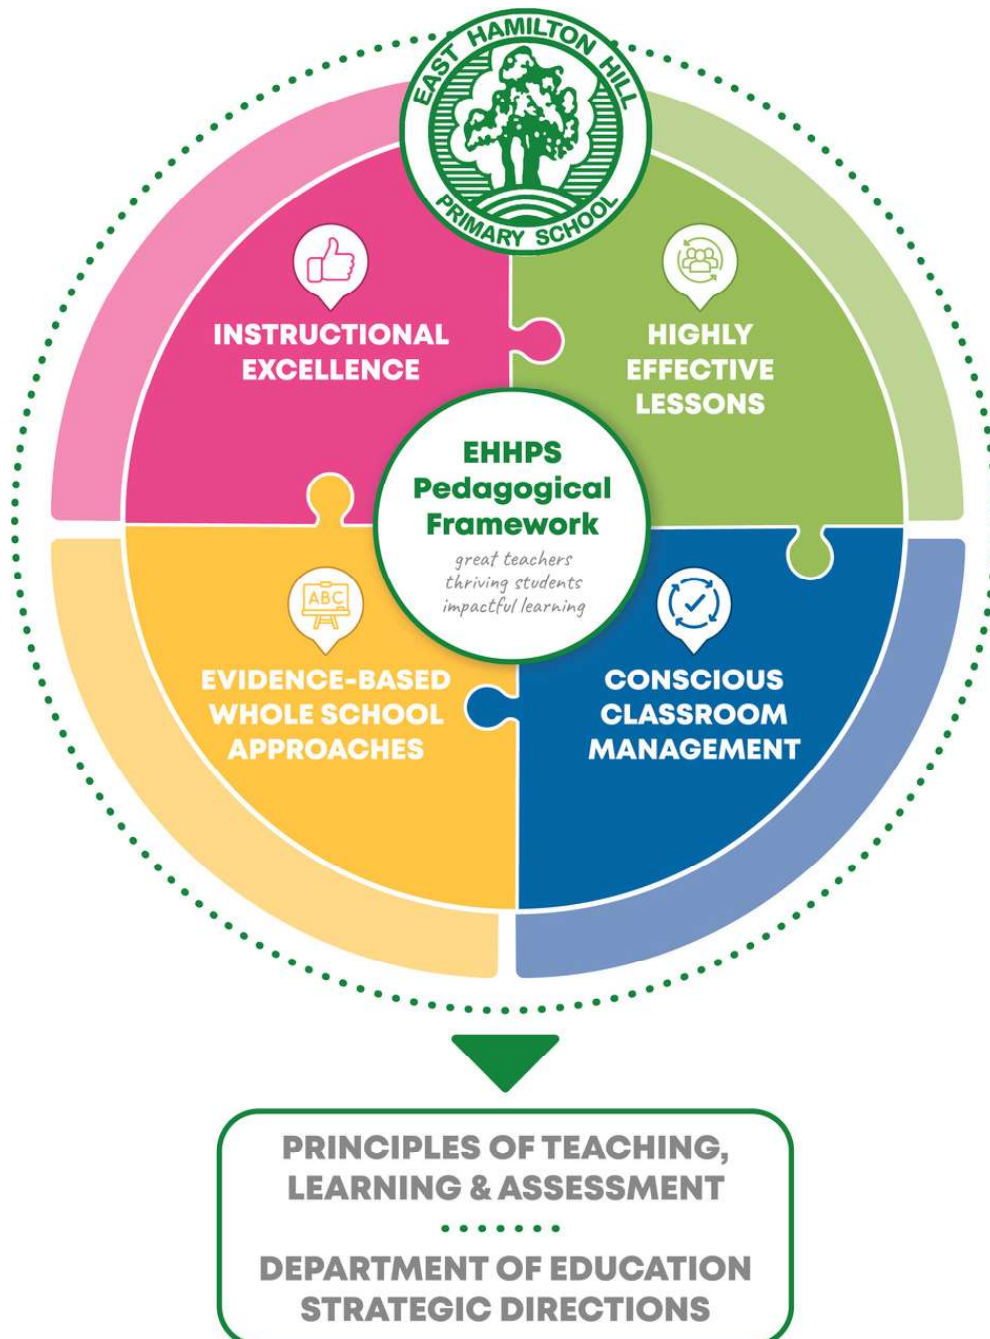 EAST HAMILTON HILL
PRIMARY SCHOOL
INSTRUCTIONAL
EXCELLENCE
HIGHLY
EFFECTIVE
LESSONS
EHHPS
Pedagogical
Framework
great teachers
thriving students
impactful learning
ABC
EVIDENCE-BASED
WHOLE SCHOOL
APPROACHES
CONSCIOUS
CLASSROOM
MANAGEMENT
PRINCIPLES OF TEACHING,
LEARNING & ASSESSMENT
DEPARTMENT OF EDUCATION
STRATEGIC DIRECTIONS